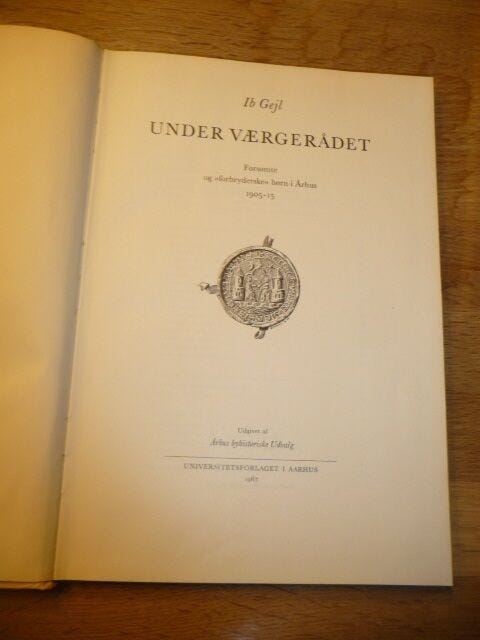 Ib Gejl
UNDER VÆRGERÅDET
Forsømte
og »forbryderske« børn i Århus
1905-15
Udgivet af
Århus byhistoriske Udvalg
UNIVERSITETSFORLAGET I AARHUS
1967